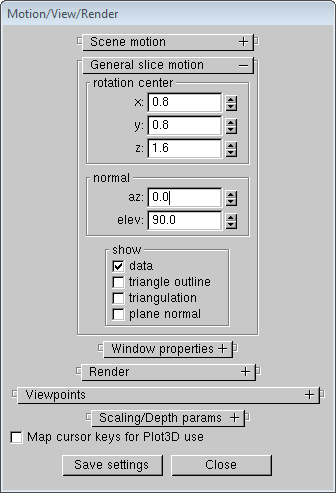 Motion/View/Render
Scene motion +
General slice motion −
rotation center
x: 0.8
y: 0.8
z: 1.6
normal
az: 0.0
elev: 90.0
show
data
triangle outline
triangulation
plane normal
Window properties +
Render +
Viewpoints +
Scaling/Depth params +
Map cursor keys for Plot3D use
Save settings Close